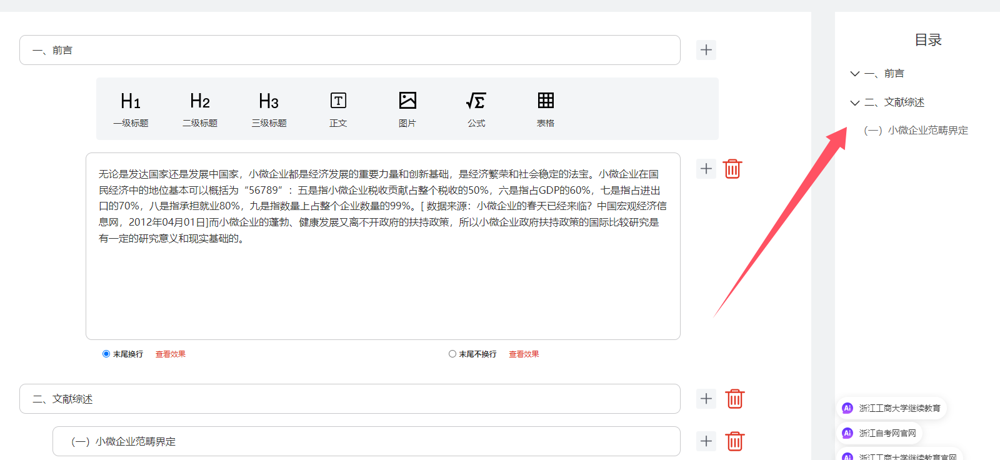 一、前言
H1
H2
H3
T
√Σ
一级标题
二级标题
三级标题
正文
图片
公式
表格
无论是发达国家还是发展中国家，小微企业都是经济发展的重要力量和创新基础，是经济繁荣和社会稳定的法宝。小微企业在国
民经济中的地位基本可以概括为“56789”：五是指小微企业税收贡献占整个税收的50%，六是指占GDP的60%，七是指占进出
口的70%，八是指承担就业80%，九是指数量上占整个企业数量的99%。[ 数据来源：小微企业的春天已经来临？中国宏观经济信
息网，2012年04月01日]而小微企业的蓬勃、健康发展又离不开政府的扶持政策，所以小微企业政府扶持政策的国际比较研究是
有一定的研究意义和现实基础的。
末尾换行 查看效果
末尾不换行 查看效果
二、文献综述
（一）小微企业范畴界定
目录
一、前言
二、文献综述
（一）小微企业范畴界定
Ai 浙江工商大学继续教育
Ai 浙江自考网官网
Ai 浙江工商大学继续教育官网